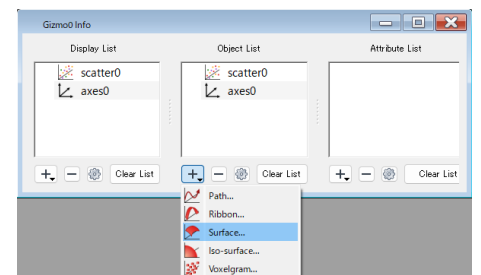 Gizmo0 Info
Display List Object List Attribute List
scatter0 scatter0
axes0 axes0
Clear List Clear List Clear List
Path...
Ribbon...
Surface...
Iso-surface...
Voxelgram...